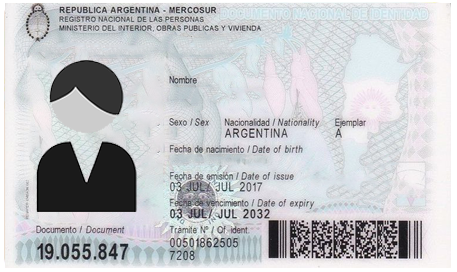 REPUBLICA ARGENTINA - MERCOSUR
REGISTRO NACIONAL DE LAS PERSONAS
MINISTERIO DEL INTERIOR, OBRAS PUBLICAS Y VIVIENDA
DOCUMENTO NACIONAL DE IDENTIDAD
Nombre
Sexo / Sex Nacionalidad / Nationality Ejemplar
ARGENTINA A
Fecha de nacimiento / Date of birth
Fecha de emisión / Date of issue
03 JUL/ JUL 2017
Fecha de vencimiento / Date of expiry
03 JUL/ JUL 2032
Documento / Document Tramite N° / Of. ident.
19.055.847 00501862505
7208